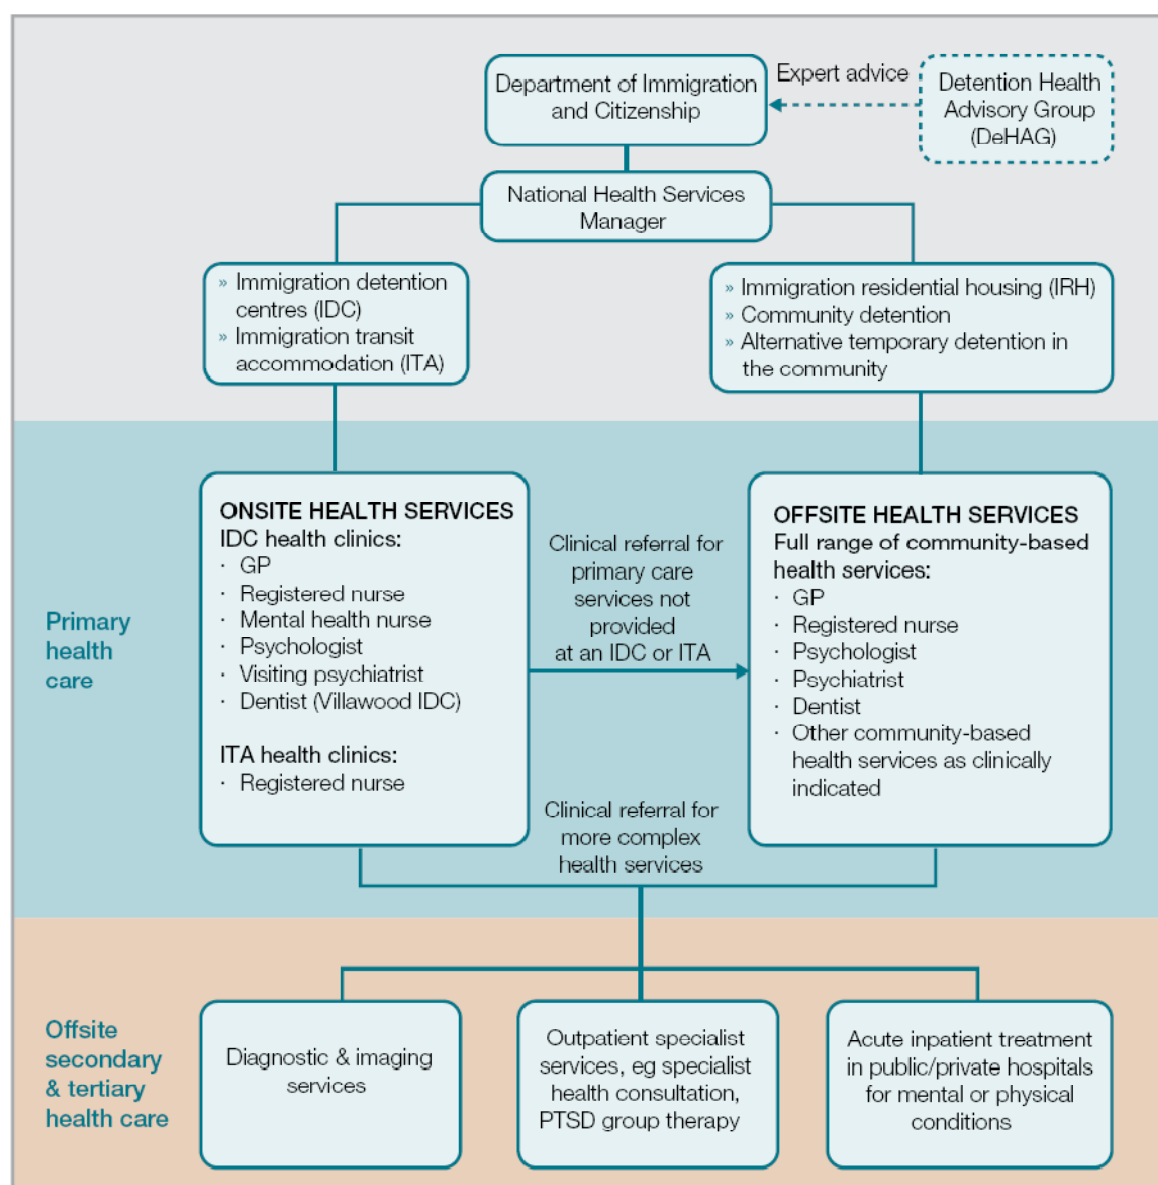 Department of Immigration
and Citizenship
Expert advice
Detention Health
Advisory Group
(DeHAG)
National Health Services
Manager
» Immigration detention
centres (IDC)
» Immigration transit
accommodation (ITA)
» Immigration residential housing (IRH)
» Community detention
» Alternative temporary detention in
the community
Primary
health
care
ONSITE HEALTH SERVICES
IDC health clinics:
· GP
· Registered nurse
· Mental health nurse
· Psychologist
· Visiting psychiatrist
· Dentist (Villawood IDC)
ITA health clinics:
· Registered nurse
Clinical referral for
primary care
services not
provided
at an IDC or ITA
OFFSITE HEALTH SERVICES
Full range of community-based
health services:
· GP
· Registered nurse
· Psychologist
· Psychiatrist
· Dentist
· Other community-based
health services as clinically
indicated
Clinical referral for
more complex
health services
Offsite
secondary
& tertiary
health care
Diagnostic & imaging
services
Outpatient specialist
services, eg specialist
health consultation,
PTSD group therapy
Acute inpatient treatment
in public/private hospitals
for mental or physical
conditions